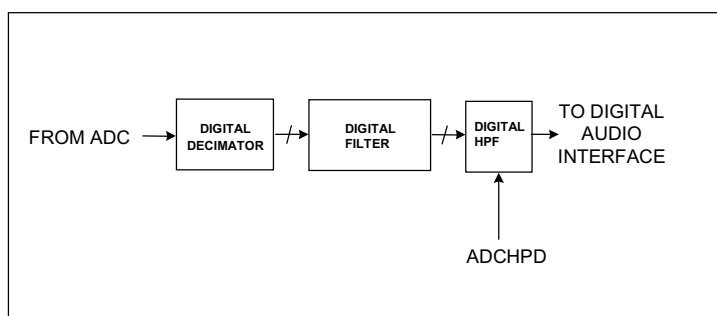 FROM ADC
DIGITAL
DECIMATOR
DIGITAL
FILTER
DIGITAL
HPF
TO DIGITAL
AUDIO
INTERFACE
ADCHPD